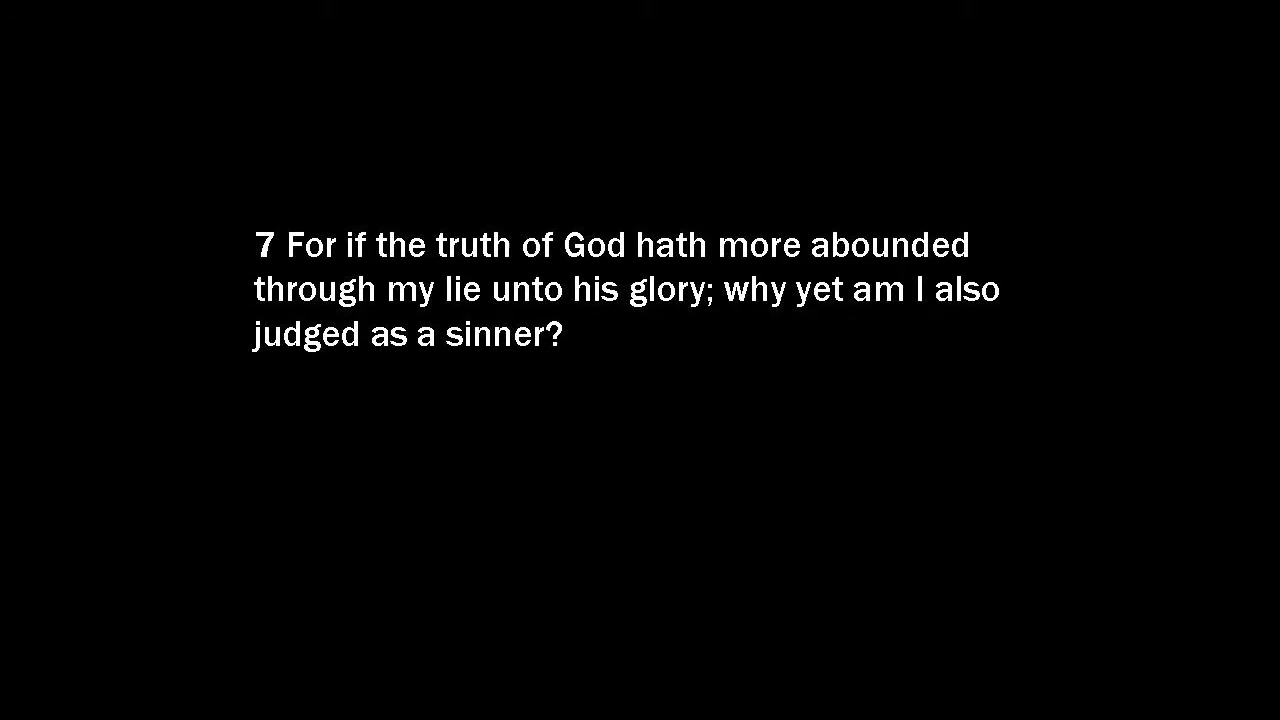 7 For if the truth of God hath more abounded
through my lie unto his glory; why yet am I also
judged as a sinner?